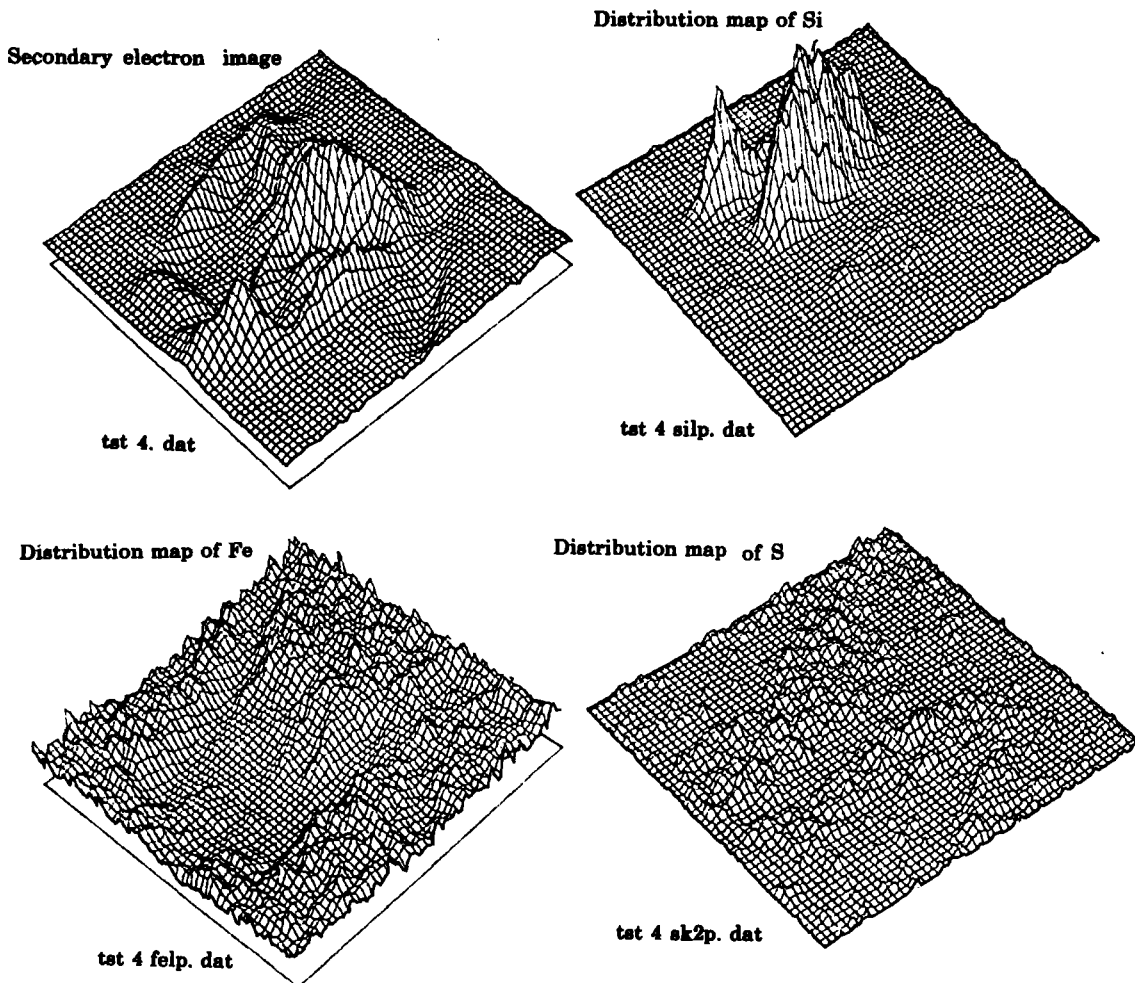 Distribution map of Si
Secondary electron image
tst 4. dat
tst 4 silp. dat
Distribution map of Fe
Distribution map of S
tst 4 felp. dat
tst 4 sk2p. dat